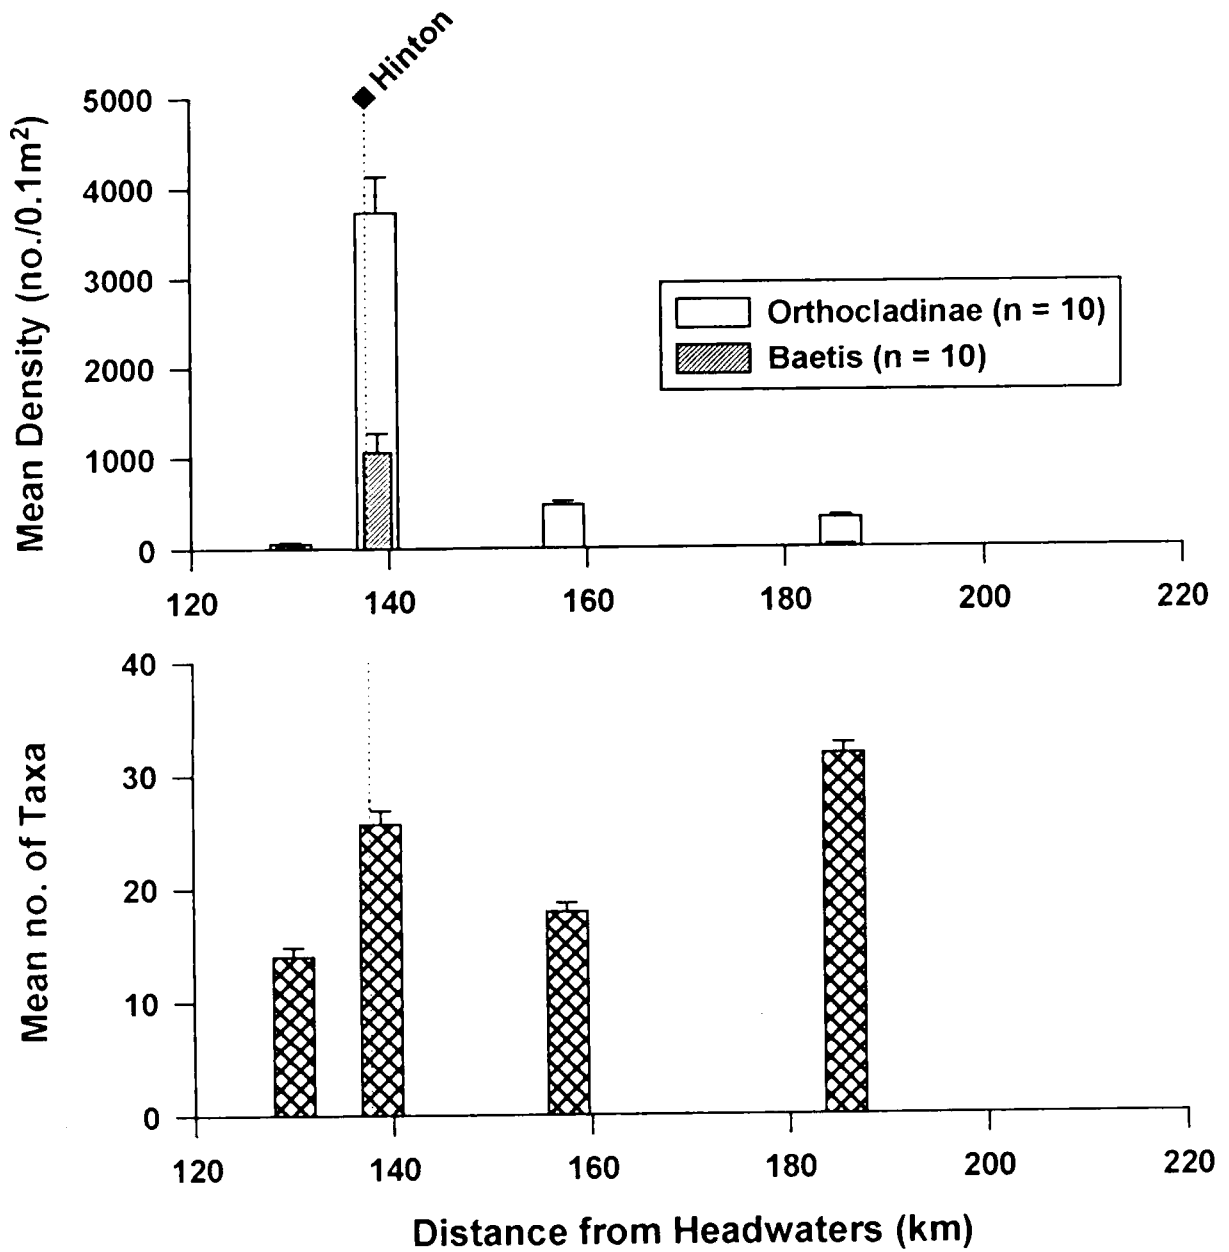 Hinton
Mean Density (no./0.1m²)
5000
4000
3000
2000
1000
0
Orthocladinae (n = 10)
Baetis (n = 10)
120 140 160 180 200 220
Mean no. of Taxa
40
30
20
10
0
120 140 160 180 200 220
Distance from Headwaters (km)